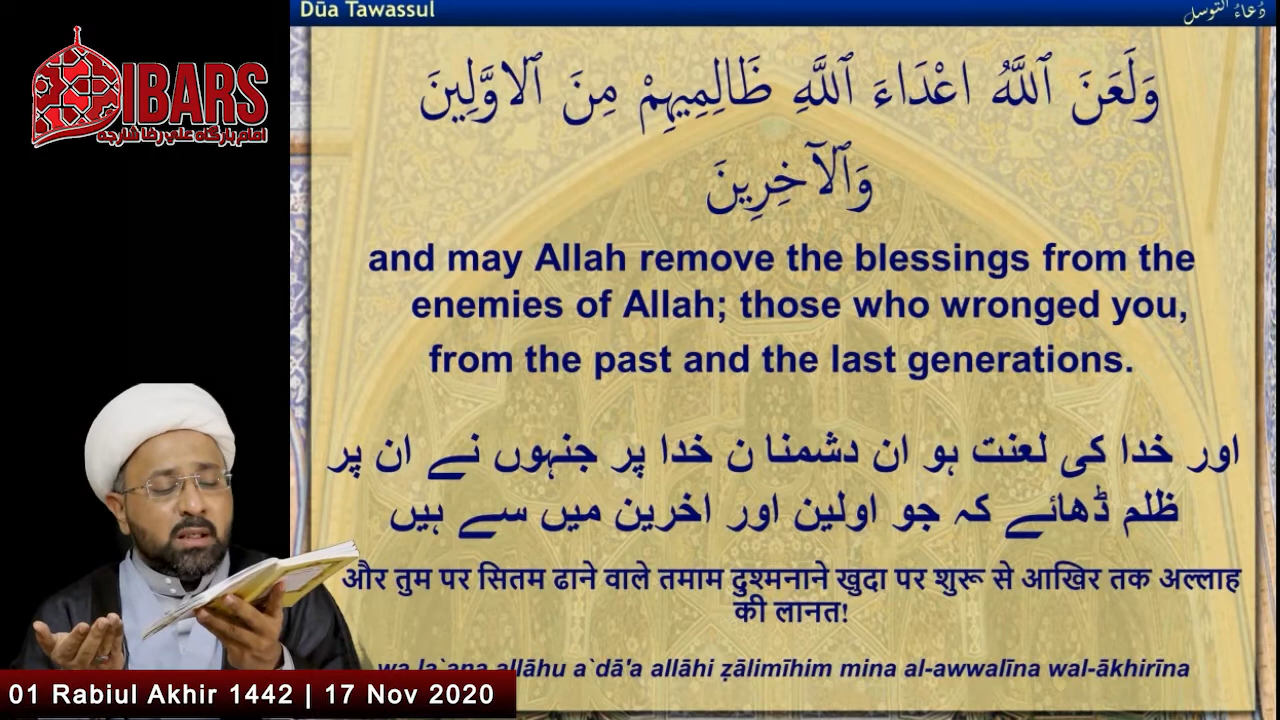 Dūa Tawassul
دُعاءُ التوسل
IBARS
امام بارگاه علي رضا شارجه
وَلَعَنَ ٱللَّهُ اعْدَاءَ ٱللَّهِ ظَالِمِيهِمْ مِنَ ٱلاوَّلِينَ
وَٱلآخِرِينَ
and may Allah remove the blessings from the
enemies of Allah; those who wronged you,
from the past and the last generations.
اور خدا کی لعنت ہو ان دشمنا ن خدا پر جنہوں نے ان پر
ظلم ڈھائے کہ جو اولین اور اخرین میں سے ہیں
और तुम पर सितम ढाने वाले तमाम दुश्मनाने खुदा पर शुरू से आखिर तक अल्लाह
की लानत!
wa la`ana allāhu a`dā'a allāhi ẓālimīhim mina al-awwalīna wal-ākhirīna
01 Rabiul Akhir 1442 | 17 Nov 2020